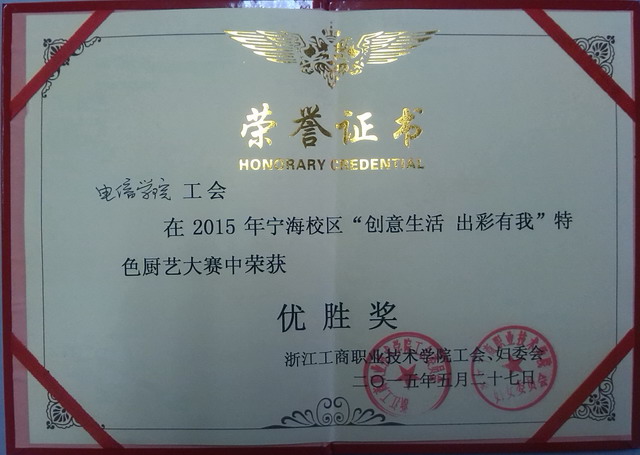 荣誉证书
HONORARY CREDENTIAL
电信学院 工会
在 2015 年宁海校区“创意生活 出彩有我”特
色厨艺大赛中荣获
优胜奖
浙江工商职业技术学院工会、妇委会
二〇一五年五月二十七日